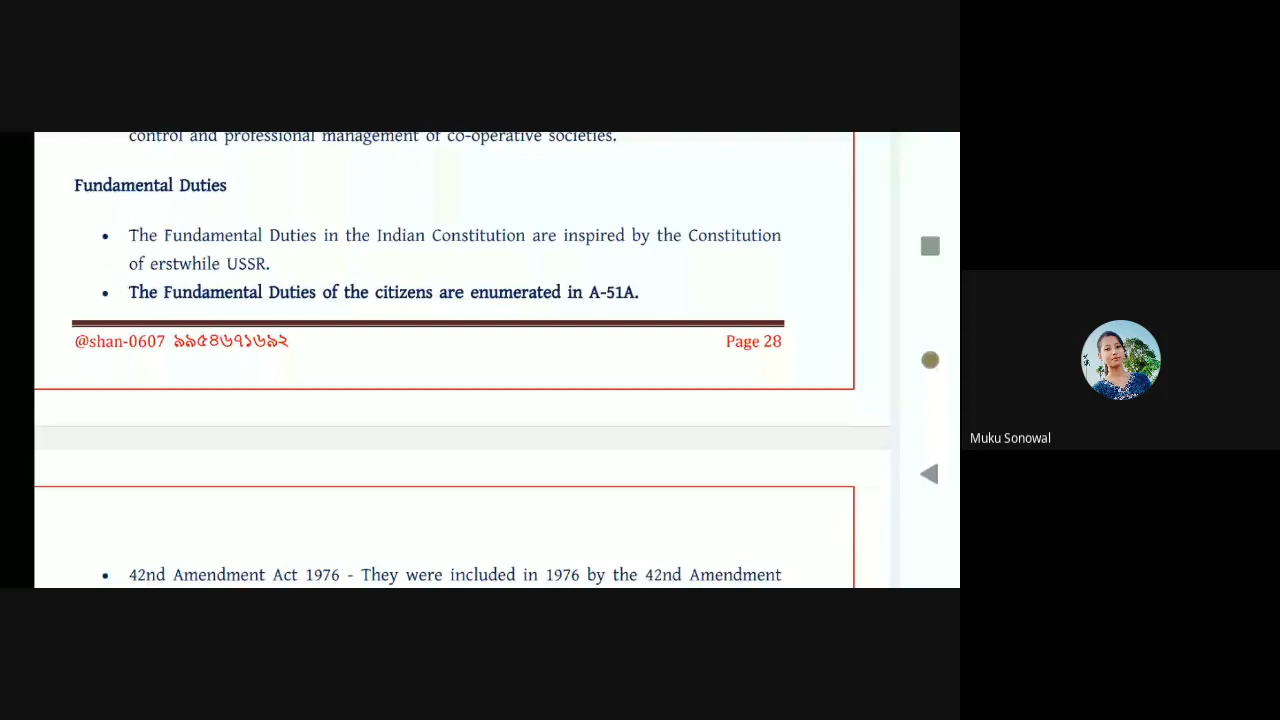 control and professional management of co-operative societies.
Fundamental Duties
• The Fundamental Duties in the Indian Constitution are inspired by the Constitution
of erstwhile USSR.
• The Fundamental Duties of the citizens are enumerated in A-51A.
@shan-0607 ৯৯৫৪৬৭১৬৯২ Page 28
• 42nd Amendment Act 1976 - They were included in 1976 by the 42nd Amendment
Muku Sonowal